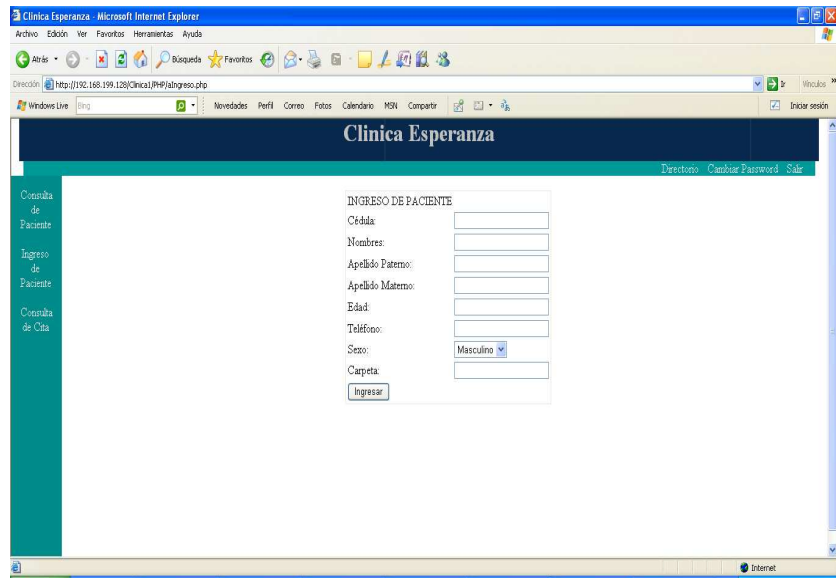 Clinica Esperanza - Microsoft Internet Explorer
Archivo Edición Ver Favoritos Herramientas Ayuda
Atrás Búsqueda Favoritos
Dirección http://192.168.199.128/Clinica1/PHP/aIngreso.php Ir Vínculos »
Windows Live Bing Novedades Perfil Correo Fotos Calendario MSN Compartir Iniciar sesión
Clinica Esperanza
Directorio Cambiar Password Salir
Consulta
de
Paciente
Ingreso
de
Paciente
Consulta
de Cita
INGRESO DE PACIENTE
Cédula:
Nombres:
Apellido Paterno:
Apellido Materno:
Edad:
Teléfono:
Sexo: Masculino
Carpeta:
Ingresar
Internet